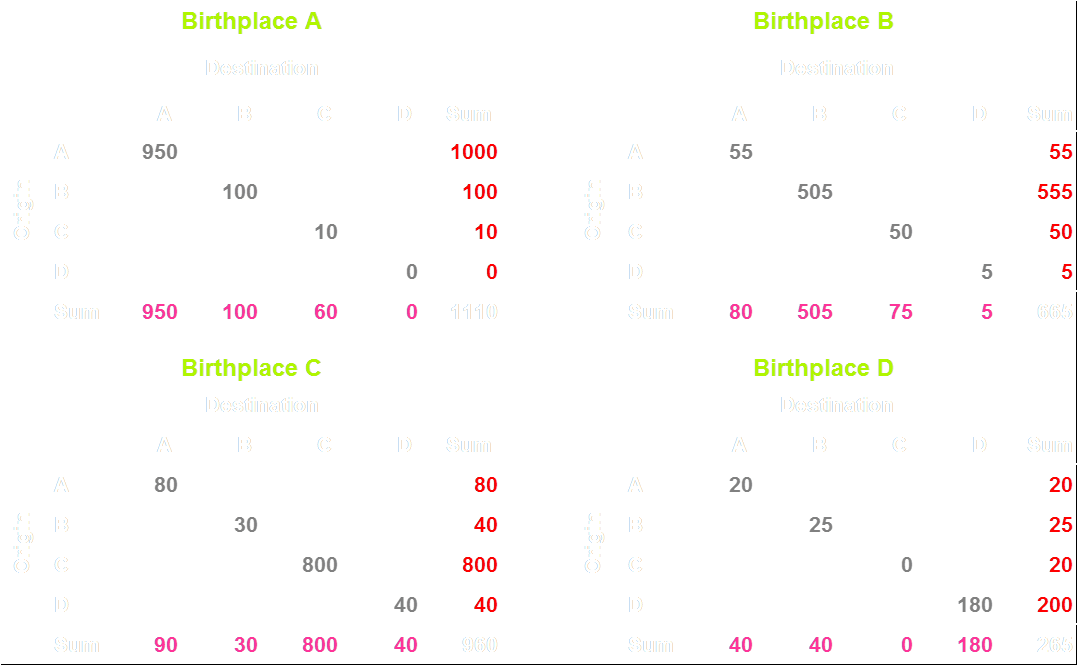 Birthplace A
Destination
A B C D Sum
Origin
A 950 1000
B 100 100
C 10 10
D 0 0
Sum 950 100 60 0 1110
Birthplace B
Destination
A B C D Sum
Origin
A 55 55
B 505 555
C 50 50
D 5 5
Sum 80 505 75 5 665
Birthplace C
Destination
A B C D Sum
Origin
A 80 80
B 30 40
C 800 800
D 40 40
Sum 90 30 800 40 960
Birthplace D
Destination
A B C D Sum
Origin
A 20 20
B 25 25
C 0 20
D 180 200
Sum 40 40 0 180 265